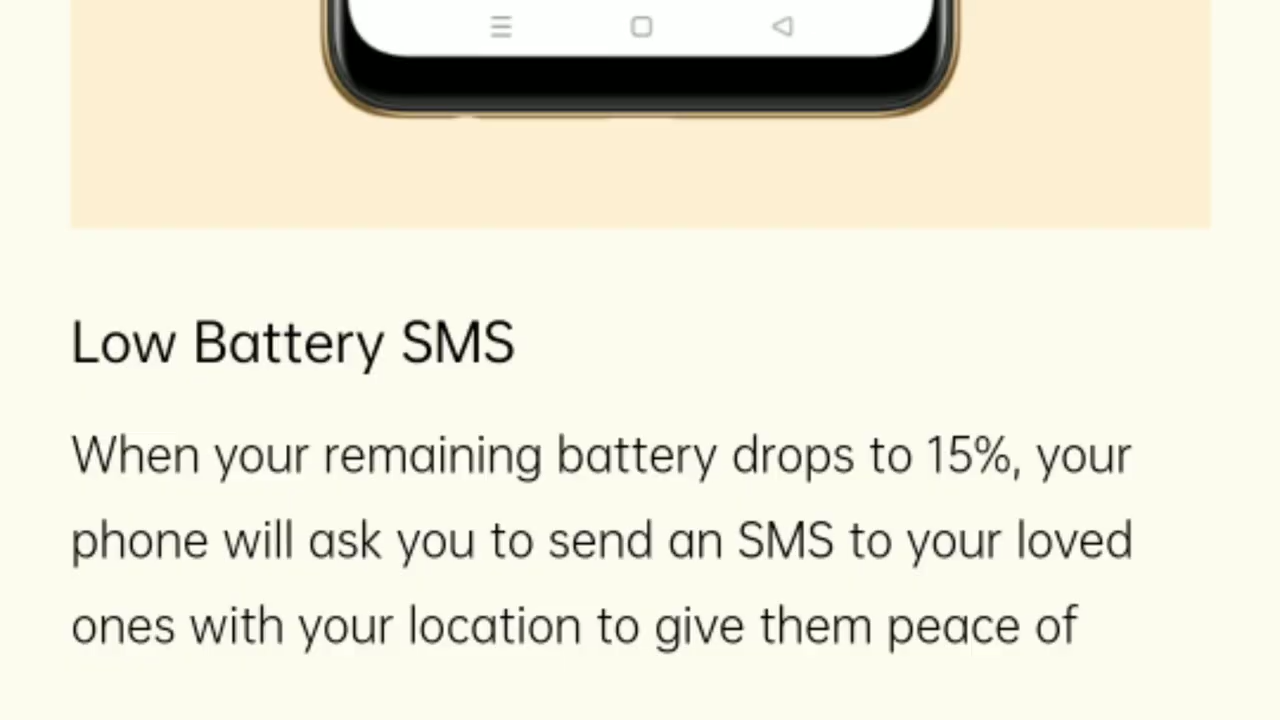 Low Battery SMS
When your remaining battery drops to 15%, your
phone will ask you to send an SMS to your loved
ones with your location to give them peace of